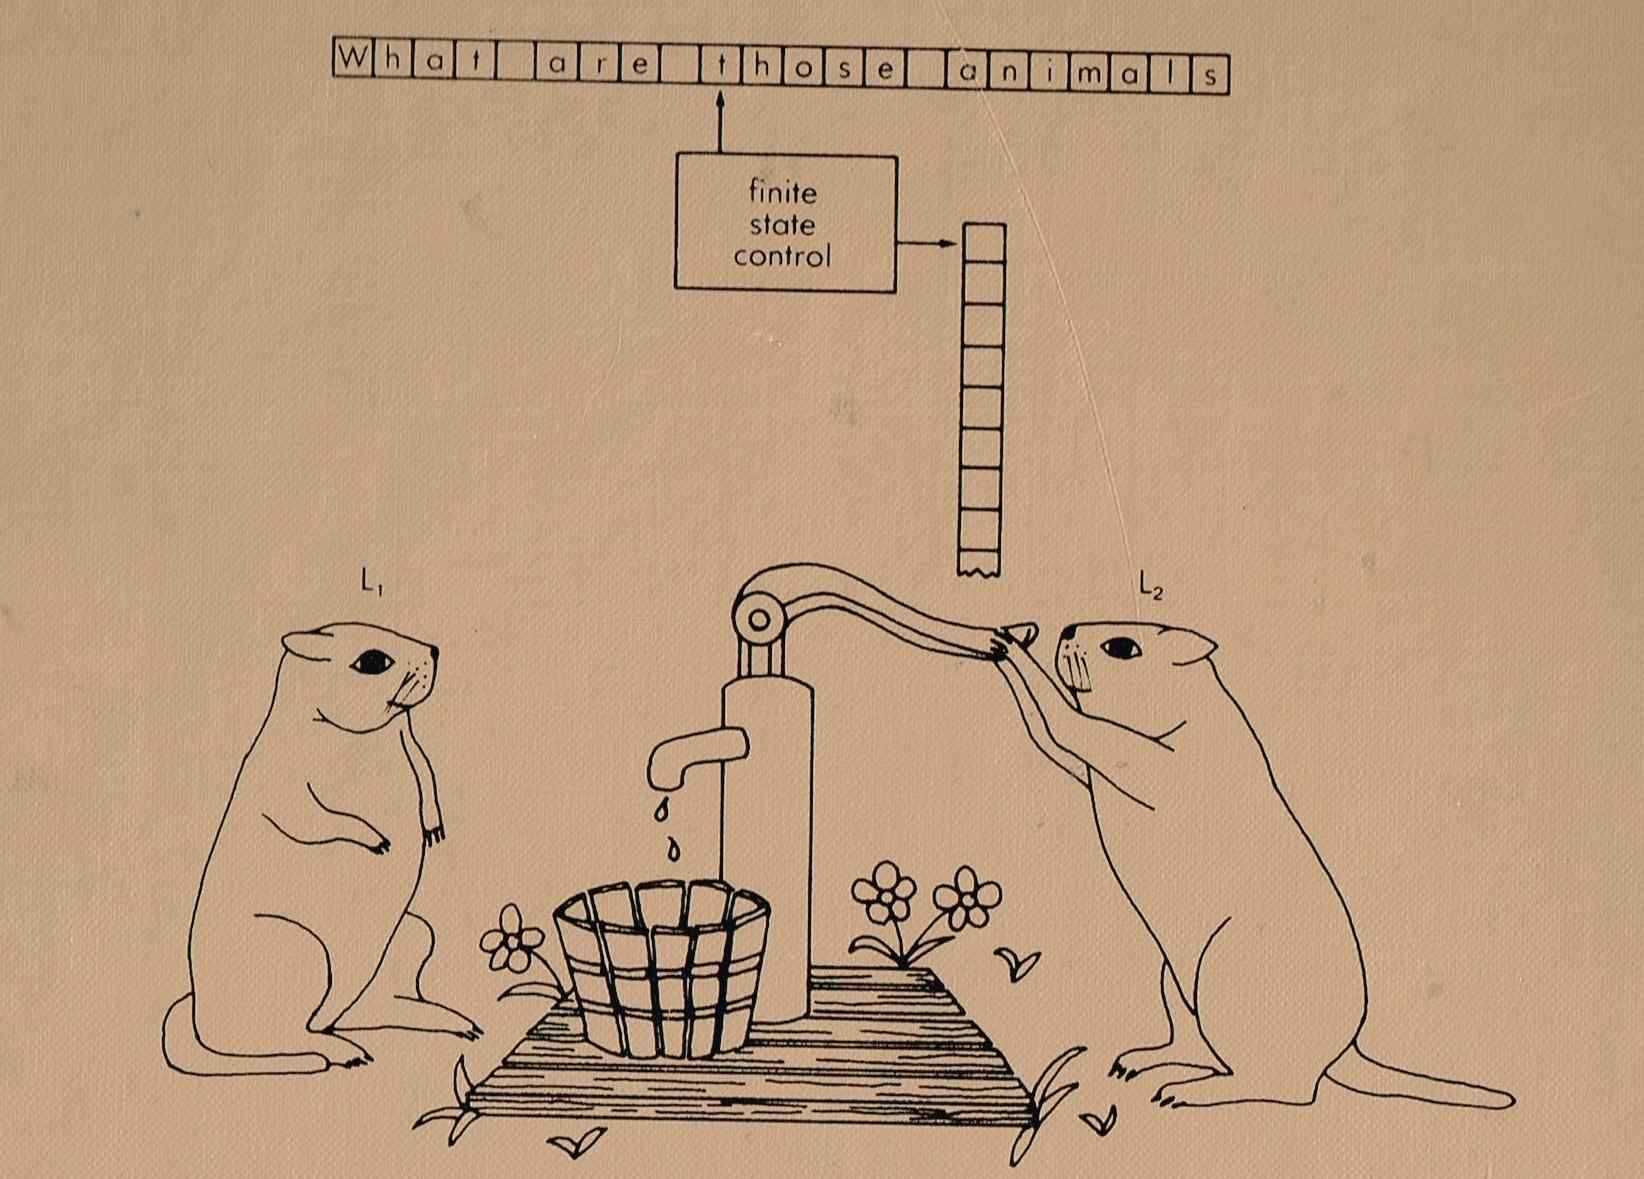 What are those animals
finite
state
control
L₁
L₂